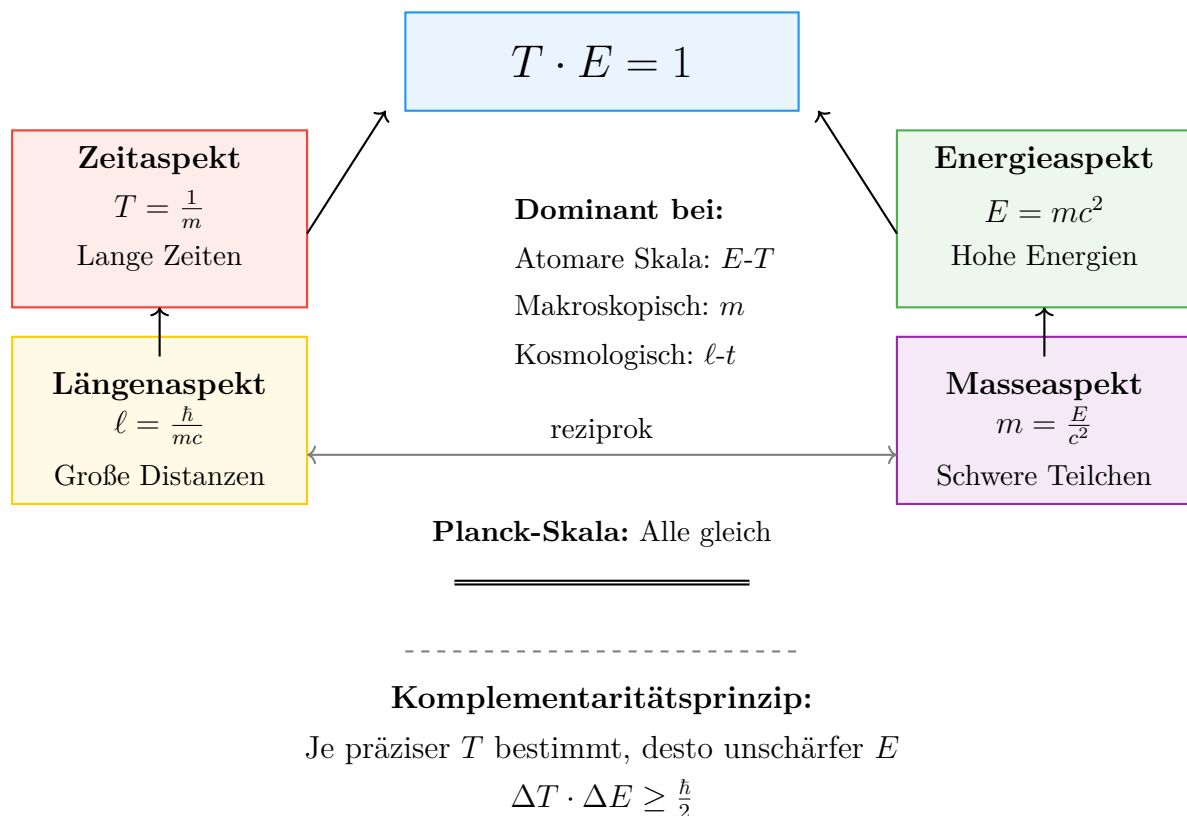 T · E = 1
Zeitaspekt
T = 1/m
Lange Zeiten
Energieaspekt
E = mc²
Hohe Energien
Dominant bei:
Atomare Skala: E-T
Makroskopisch: m
Kosmologisch: ℓ-t
Längenaspekt
ℓ = ℏ/mc
Große Distanzen
reziprok
Masseaspekt
m = E/c²
Schwere Teilchen
Planck-Skala: Alle gleich
Komplementaritätsprinzip:
Je präziser T bestimmt, desto unschärfer E
ΔT · ΔE ≥ ℏ/2